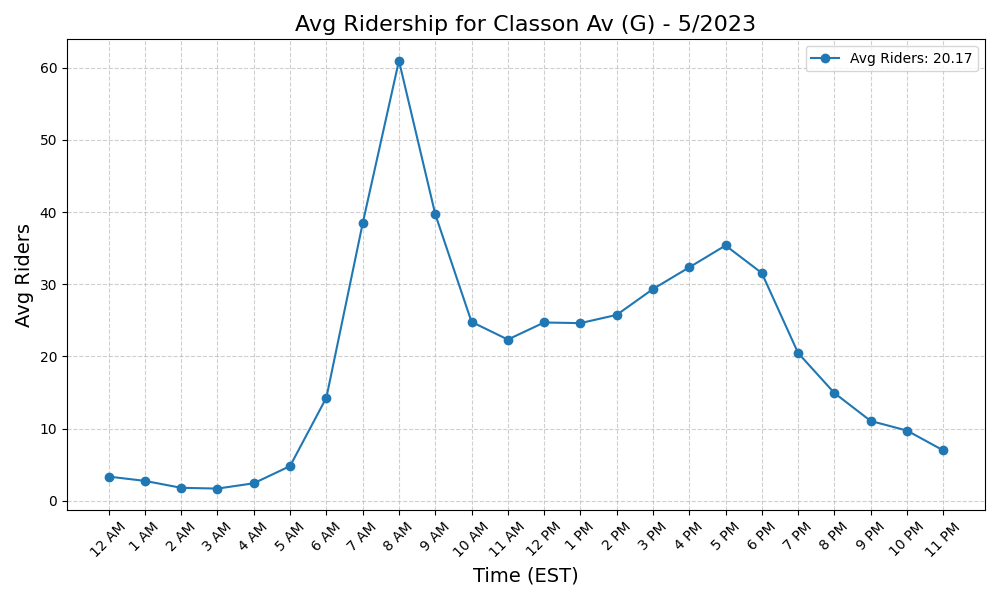 Avg Ridership for Classon Av (G) - 5/2023
Avg Riders: 20.17
Avg Riders
60
50
40
30
20
10
0
12 AM
1 AM
2 AM
3 AM
4 AM
5 AM
6 AM
7 AM
8 AM
9 AM
10 AM
11 AM
12 PM
1 PM
2 PM
3 PM
4 PM
5 PM
6 PM
7 PM
8 PM
9 PM
10 PM
11 PM
Time (EST)